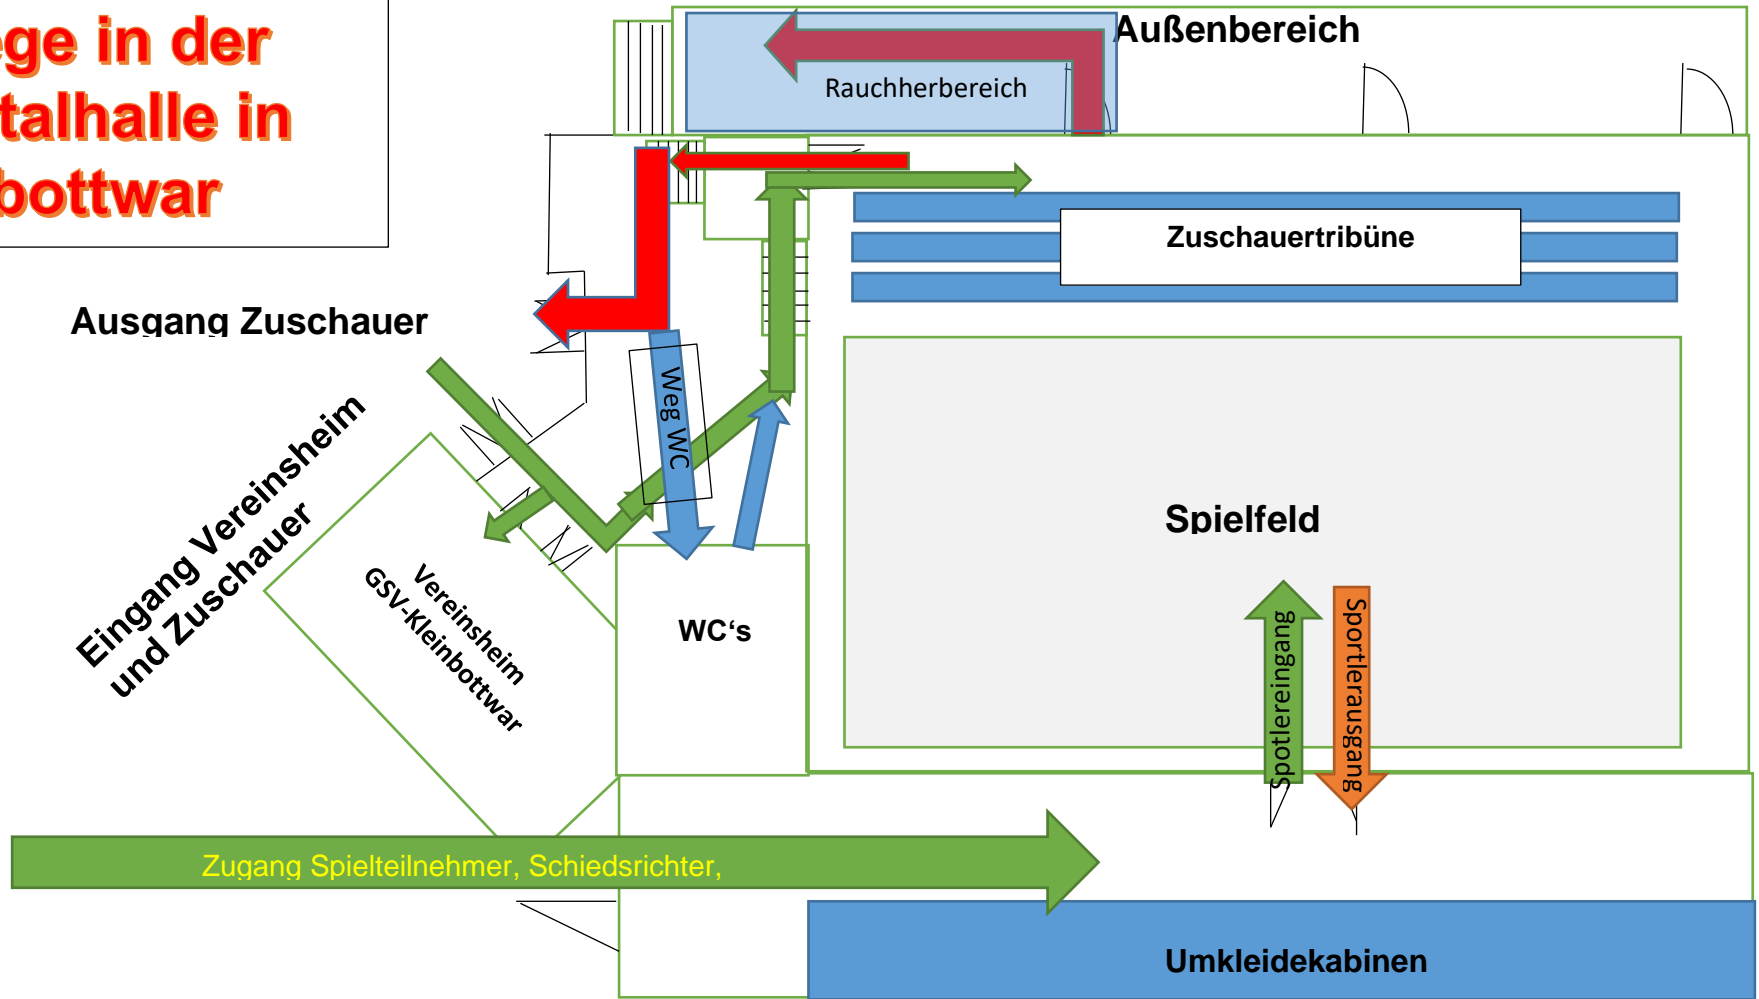 ege in der
talhalle in
bottwar
Außenbereich
Rauchherbereich
Zuschauertribüne
Ausgang Zuschauer
Weg WC
Eingang Vereinsheim
und Zuschauer
Spielfeld
Vereinsheim
GSV-Kleinbottwar
WC‘s
Spotlereingang
Sportlerausgang
Zugang Spielteilnehmer, Schiedsrichter,
Umkleidekabinen